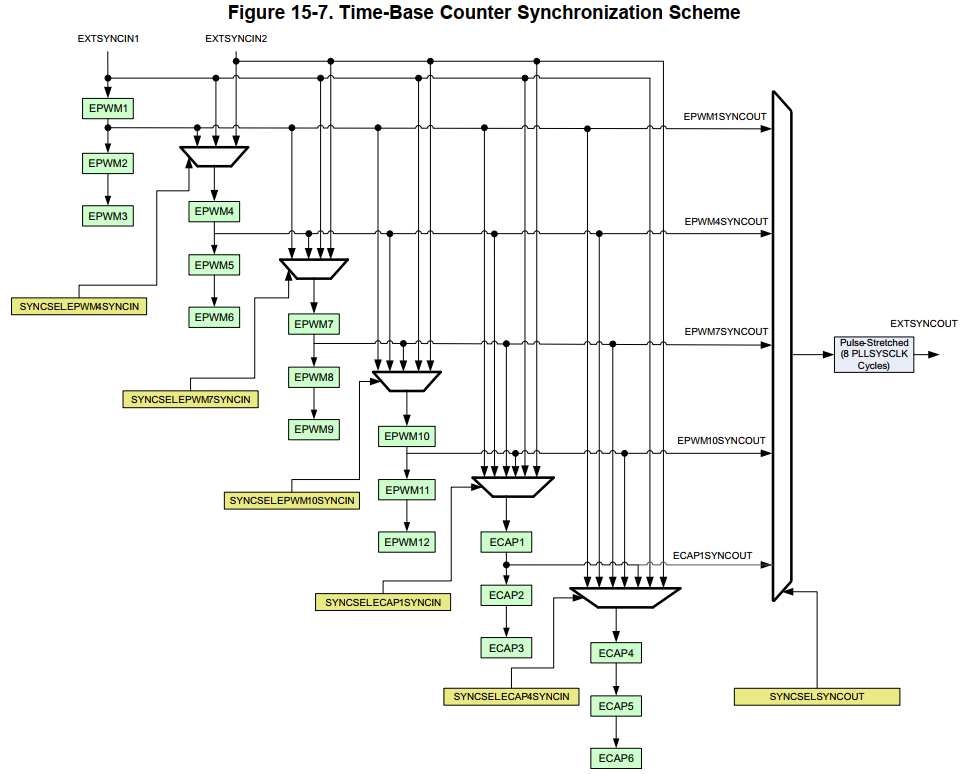 Figure 15-7. Time-Base Counter Synchronization Scheme
EXTSYNCIN1
EXTSYNCIN2
EPWM1
EPWM1SYNCOUT
EPWM2
EPWM3
EPWM4
EPWM4SYNCOUT
EPWM5
SYNCSELEPWM4SYNCIN
EPWM6
EPWM7
EPWM7SYNCOUT
EXTSYNCOUT
Pulse-Stretched
(8 PLLSYSCLK
Cycles)
EPWM8
SYNCSELEPWM7SYNCIN
EPWM9
EPWM10
EPWM10SYNCOUT
EPWM11
SYNCSELEPWM10SYNCIN
EPWM12
ECAP1
ECAP1SYNCOUT
ECAP2
SYNCSELECAP1SYNCIN
ECAP3
ECAP4
SYNCSELECAP4SYNCIN
SYNCSELSYNCOUT
ECAP5
ECAP6